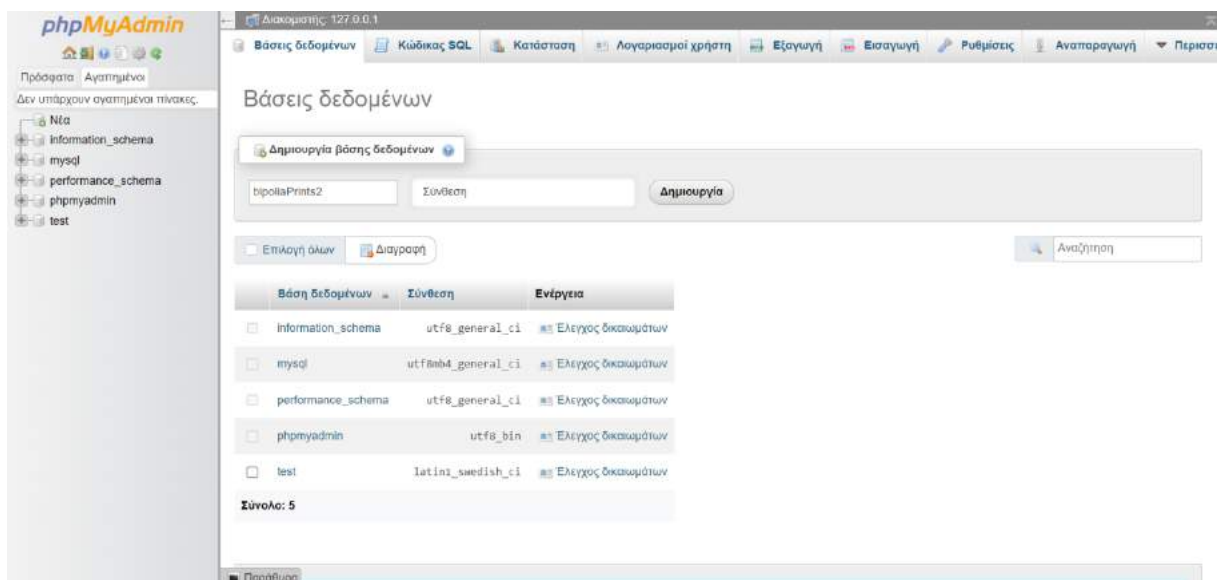 phpMyAdmin
Πρόσφατα Αγαπημένοι
Δεν υπάρχουν αγαπημένοι πίνακες.
Νέα
information_schema
mysql
performance_schema
phpmyadmin
test
Διακομιστής: 127.0.0.1
Βάσεις δεδομένων Κώδικας SQL Κατάσταση Λογαριασμοί χρήστη Εξαγωγή Εισαγωγή Ρυθμίσεις Αναπαραγωγή
Βάσεις δεδομένων
Δημιουργία βάσης δεδομένων
bipoliaPrints2 Σύνθεση Δημιουργία
Επιλογή όλων Διαγραφή Αναζήτηση
Βάση δεδομένων Σύνθεση Ενέργεια
information_schema utf8_general_ci Έλεγχος δικαιωμάτων
mysql utf8mb4_general_ci Έλεγχος δικαιωμάτων
performance_schema utf8_general_ci Έλεγχος δικαιωμάτων
phpmyadmin utf8_bin Έλεγχος δικαιωμάτων
test latin1_swedish_ci Έλεγχος δικαιωμάτων
Σύνολο: 5